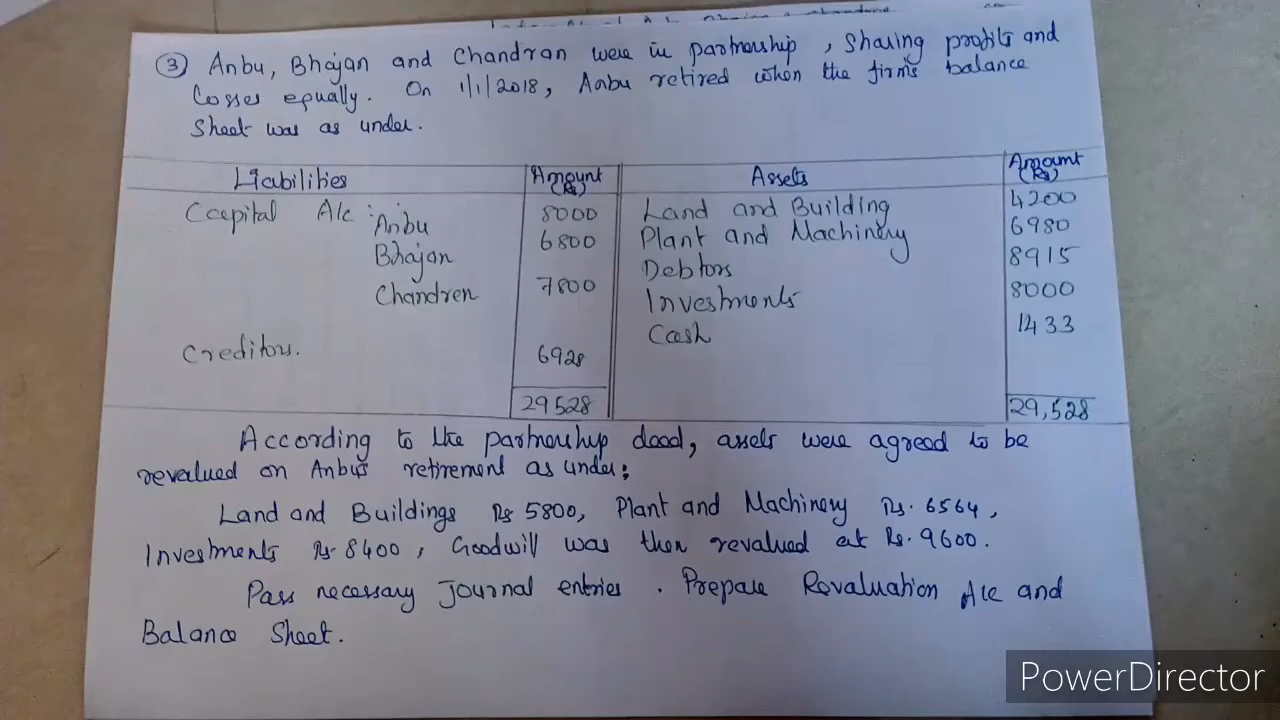 ③ Anbu, Bhajan and Chandran were in partnership, sharing profits and
losses equally. On 1/1/2018, Anbu retired when the firms balance
sheet was as under.
Liabilities Amount (Rs) Assets Amount (Rs)
Capital A/c: Anbu 8000 Land and Building 4200
Bhajan 6800 Plant and Machinery 6980
Chandren 7800 Debtors 8915
Investments 8000
Creditors. 6928 Cash 1433
29528 29,528
According to the partnership deed, assets were agreed to be
revalued on Anbu's retirement as under:
Land and Buildings Rs 5800, Plant and Machinery Rs. 6564,
Investments Rs. 8400, Goodwill was then revalued at Rs. 9600.
Pass necessary Journal entries. Prepare Revaluation A/c and
Balance Sheet.
PowerDirector